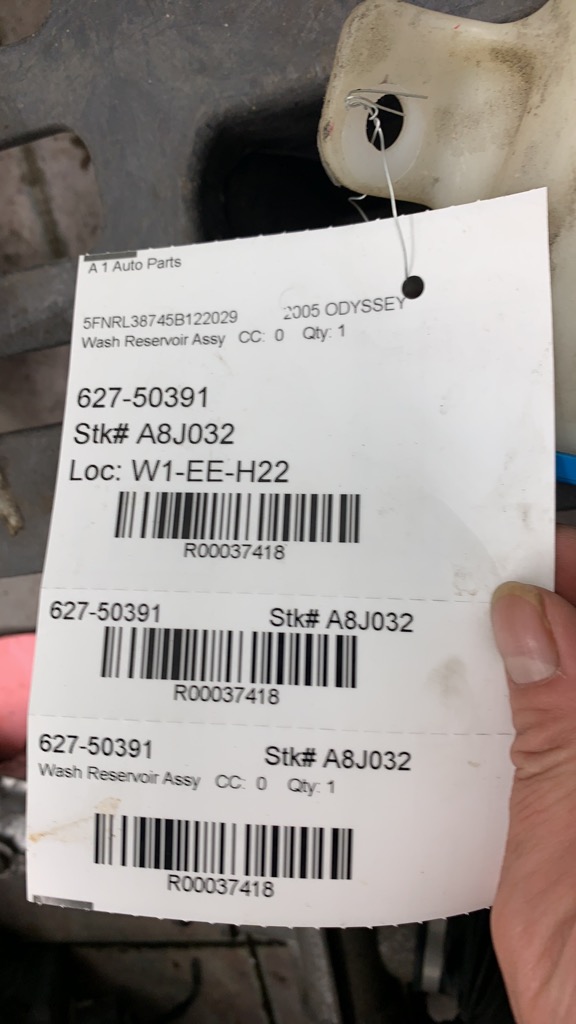 A 1 Auto Parts
5FNRL38745B122029 2005 ODYSSEY
Wash Reservoir Assy CC: 0 Qty: 1
627-50391
Stk# A8J032
Loc: W1-EE-H22
R00037418
627-50391 Stk# A8J032
R00037418
627-50391 Stk# A8J032
Wash Reservoir Assy CC: 0 Qty: 1
R00037418